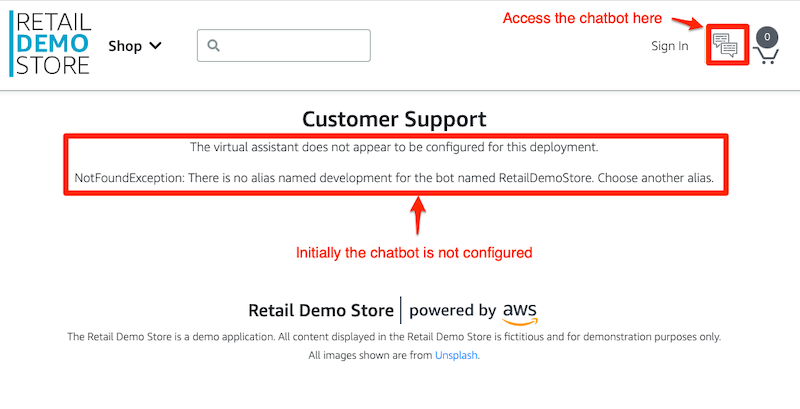 Access the chatbot here
RETAIL
DEMO
STORE
Shop
Sign In
0
Customer Support
The virtual assistant does not appear to be configured for this deployment.
NotFoundException: There is no alias named development for the bot named RetailDemoStore. Choose another alias.
Initially the chatbot is not configured
Retail Demo Store powered by aws
The Retail Demo Store is a demo application. All content displayed in the Retail Demo Store is fictitious and for demonstration purposes only.
All images shown are from Unsplash.